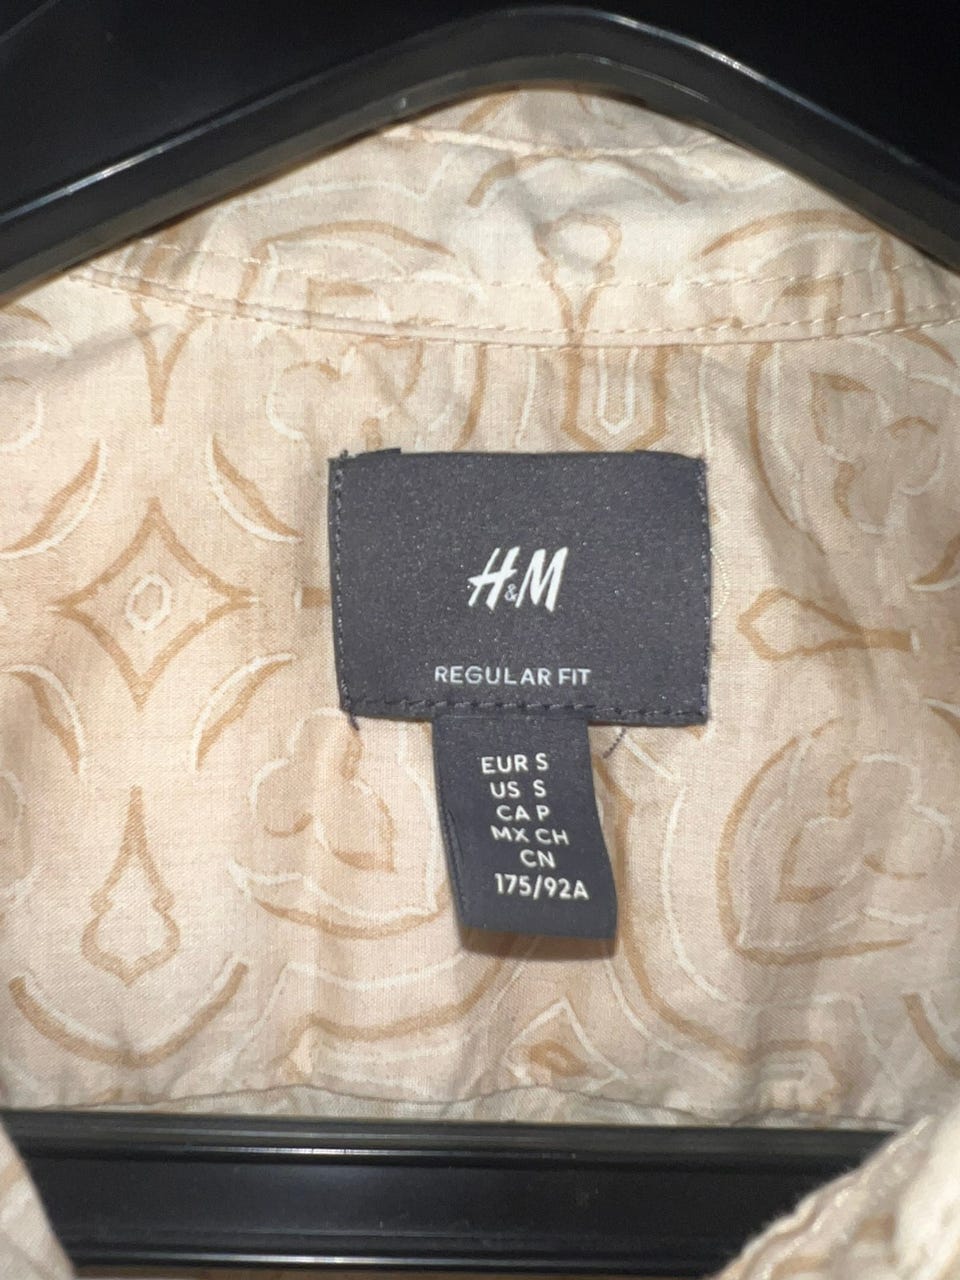 H&M
REGULAR FIT
EUR S
US S
CA P
MX CH
CN
175/92A